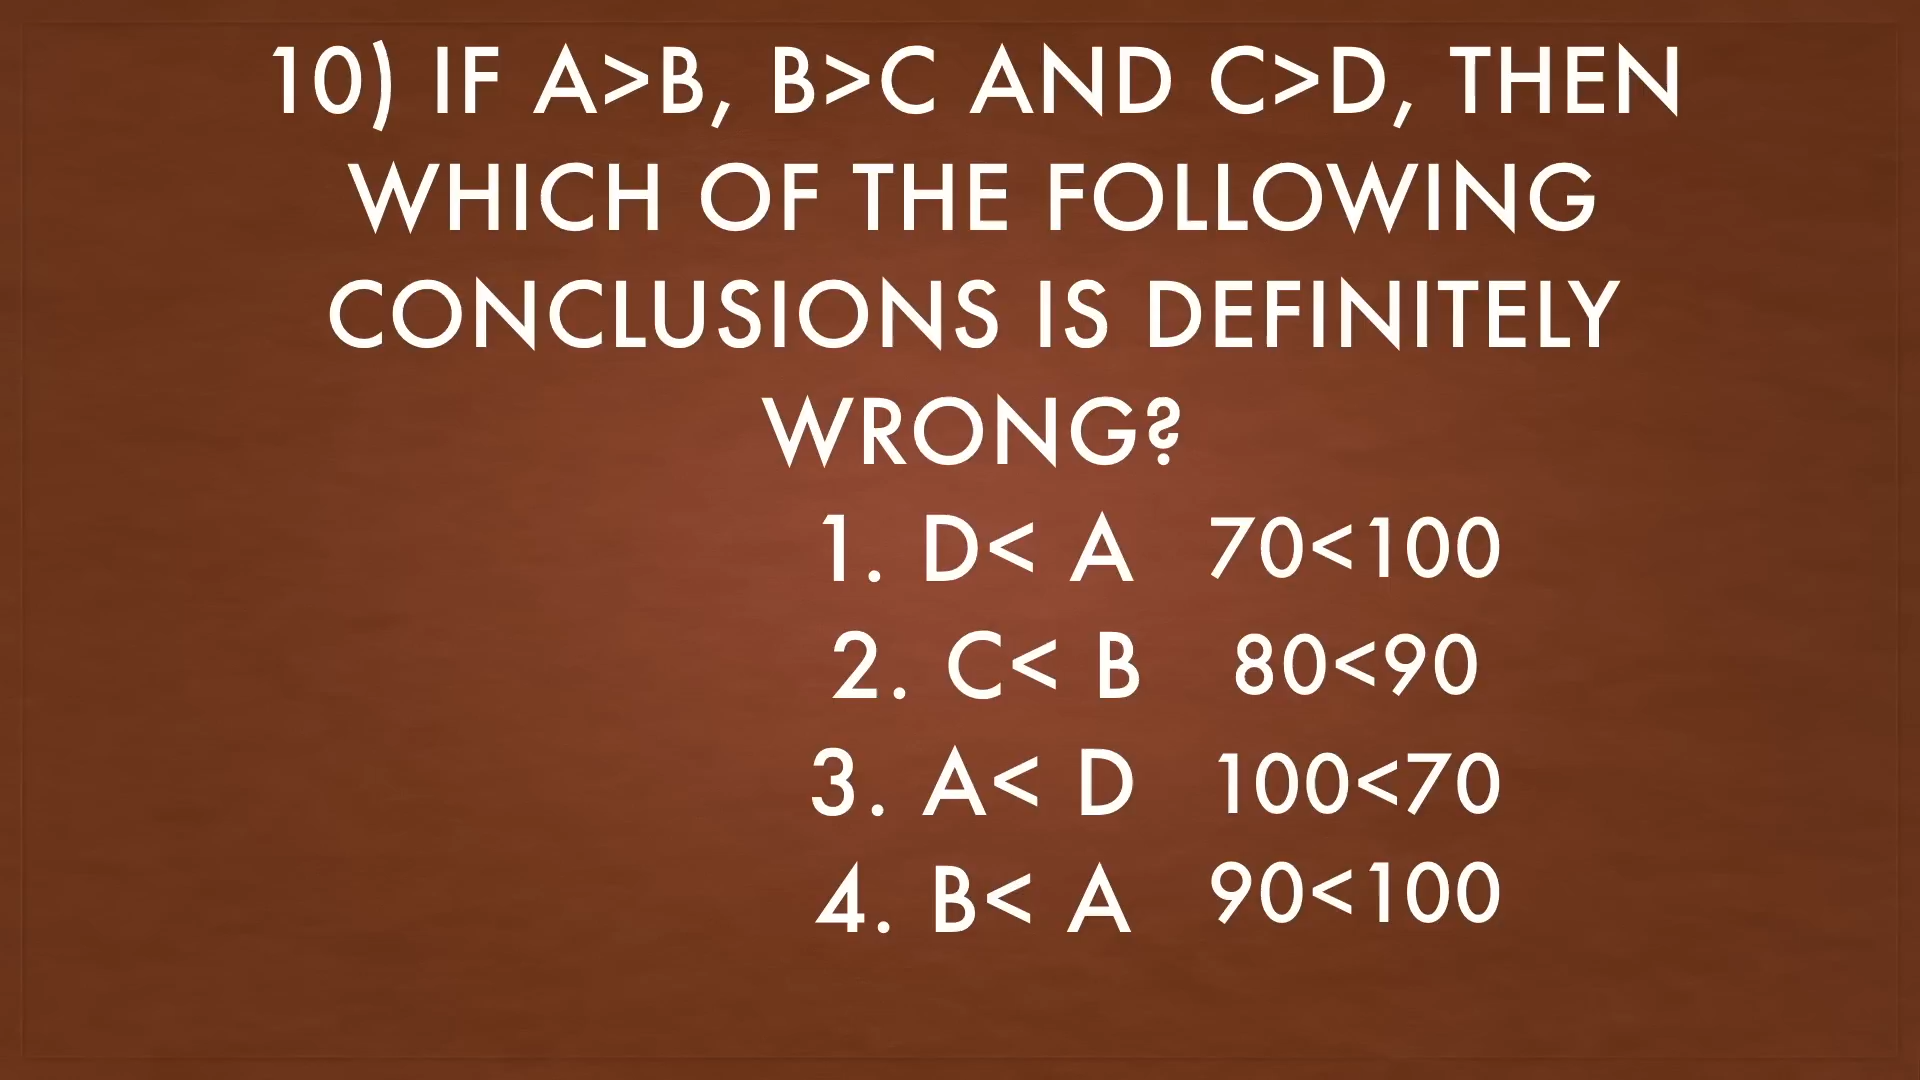 10) IF A>B, B>C AND C>D, THEN
WHICH OF THE FOLLOWING
CONCLUSIONS IS DEFINITELY
WRONG?
1. D< A 70<100
2. C< B 80<90
3. A< D 100<70
4. B< A 90<100